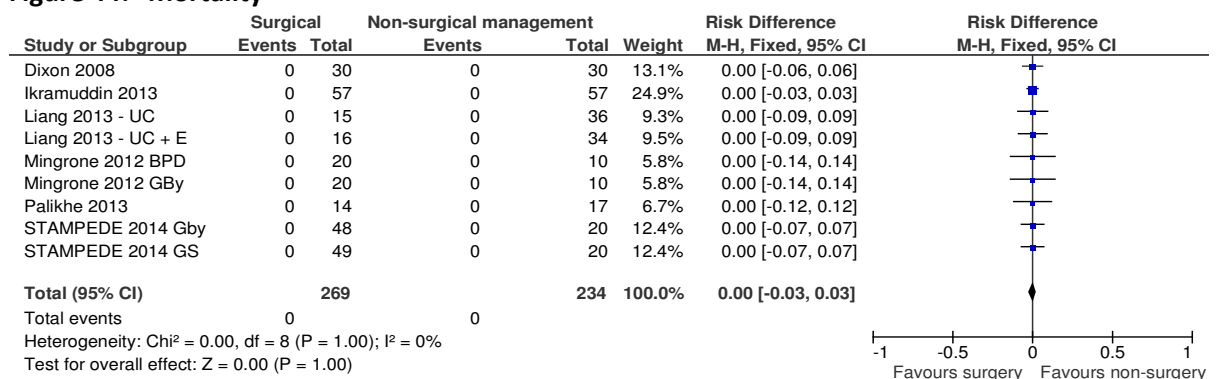 Surgical Non-surgical management Risk Difference Risk Difference
Study or Subgroup Events Total Events Total Weight M-H, Fixed, 95% CI M-H, Fixed, 95% CI
Dixon 2008 0 30 0 30 13.1% 0.00 [-0.06, 0.06]
Ikramuddin 2013 0 57 0 57 24.9% 0.00 [-0.03, 0.03]
Liang 2013 - UC 0 15 0 36 9.3% 0.00 [-0.09, 0.09]
Liang 2013 - UC + E 0 16 0 34 9.5% 0.00 [-0.09, 0.09]
Mingrone 2012 BPD 0 20 0 10 5.8% 0.00 [-0.14, 0.14]
Mingrone 2012 GBy 0 20 0 10 5.8% 0.00 [-0.14, 0.14]
Palikhe 2013 0 14 0 17 6.7% 0.00 [-0.12, 0.12]
STAMPEDE 2014 Gby 0 48 0 20 12.4% 0.00 [-0.07, 0.07]
STAMPEDE 2014 GS 0 49 0 20 12.4% 0.00 [-0.07, 0.07]
Total (95% CI) 269 234 100.0% 0.00 [-0.03, 0.03]
Total events 0 0
Heterogeneity: Chi² = 0.00, df = 8 (P = 1.00); I² = 0%
Test for overall effect: Z = 0.00 (P = 1.00)
-1 -0.5 0 0.5 1
Favours surgery Favours non-surgery